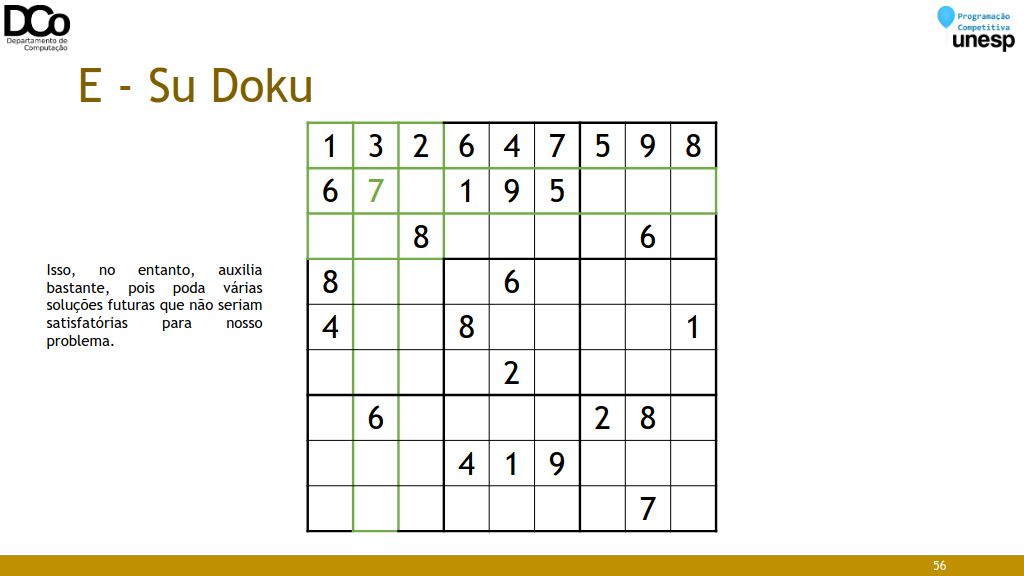 DCo
Departamento de
Computação
Programação
Competitiva
unesp
E - Su Doku
1 3 2 6 4 7 5 9 8
6 7 1 9 5
8 6
8 6
4 8 1
2
6 2 8
4 1 9
7
Isso, no entanto, auxilia
bastante, pois poda várias
soluções futuras que não seriam
satisfatórias para nosso
problema.
56